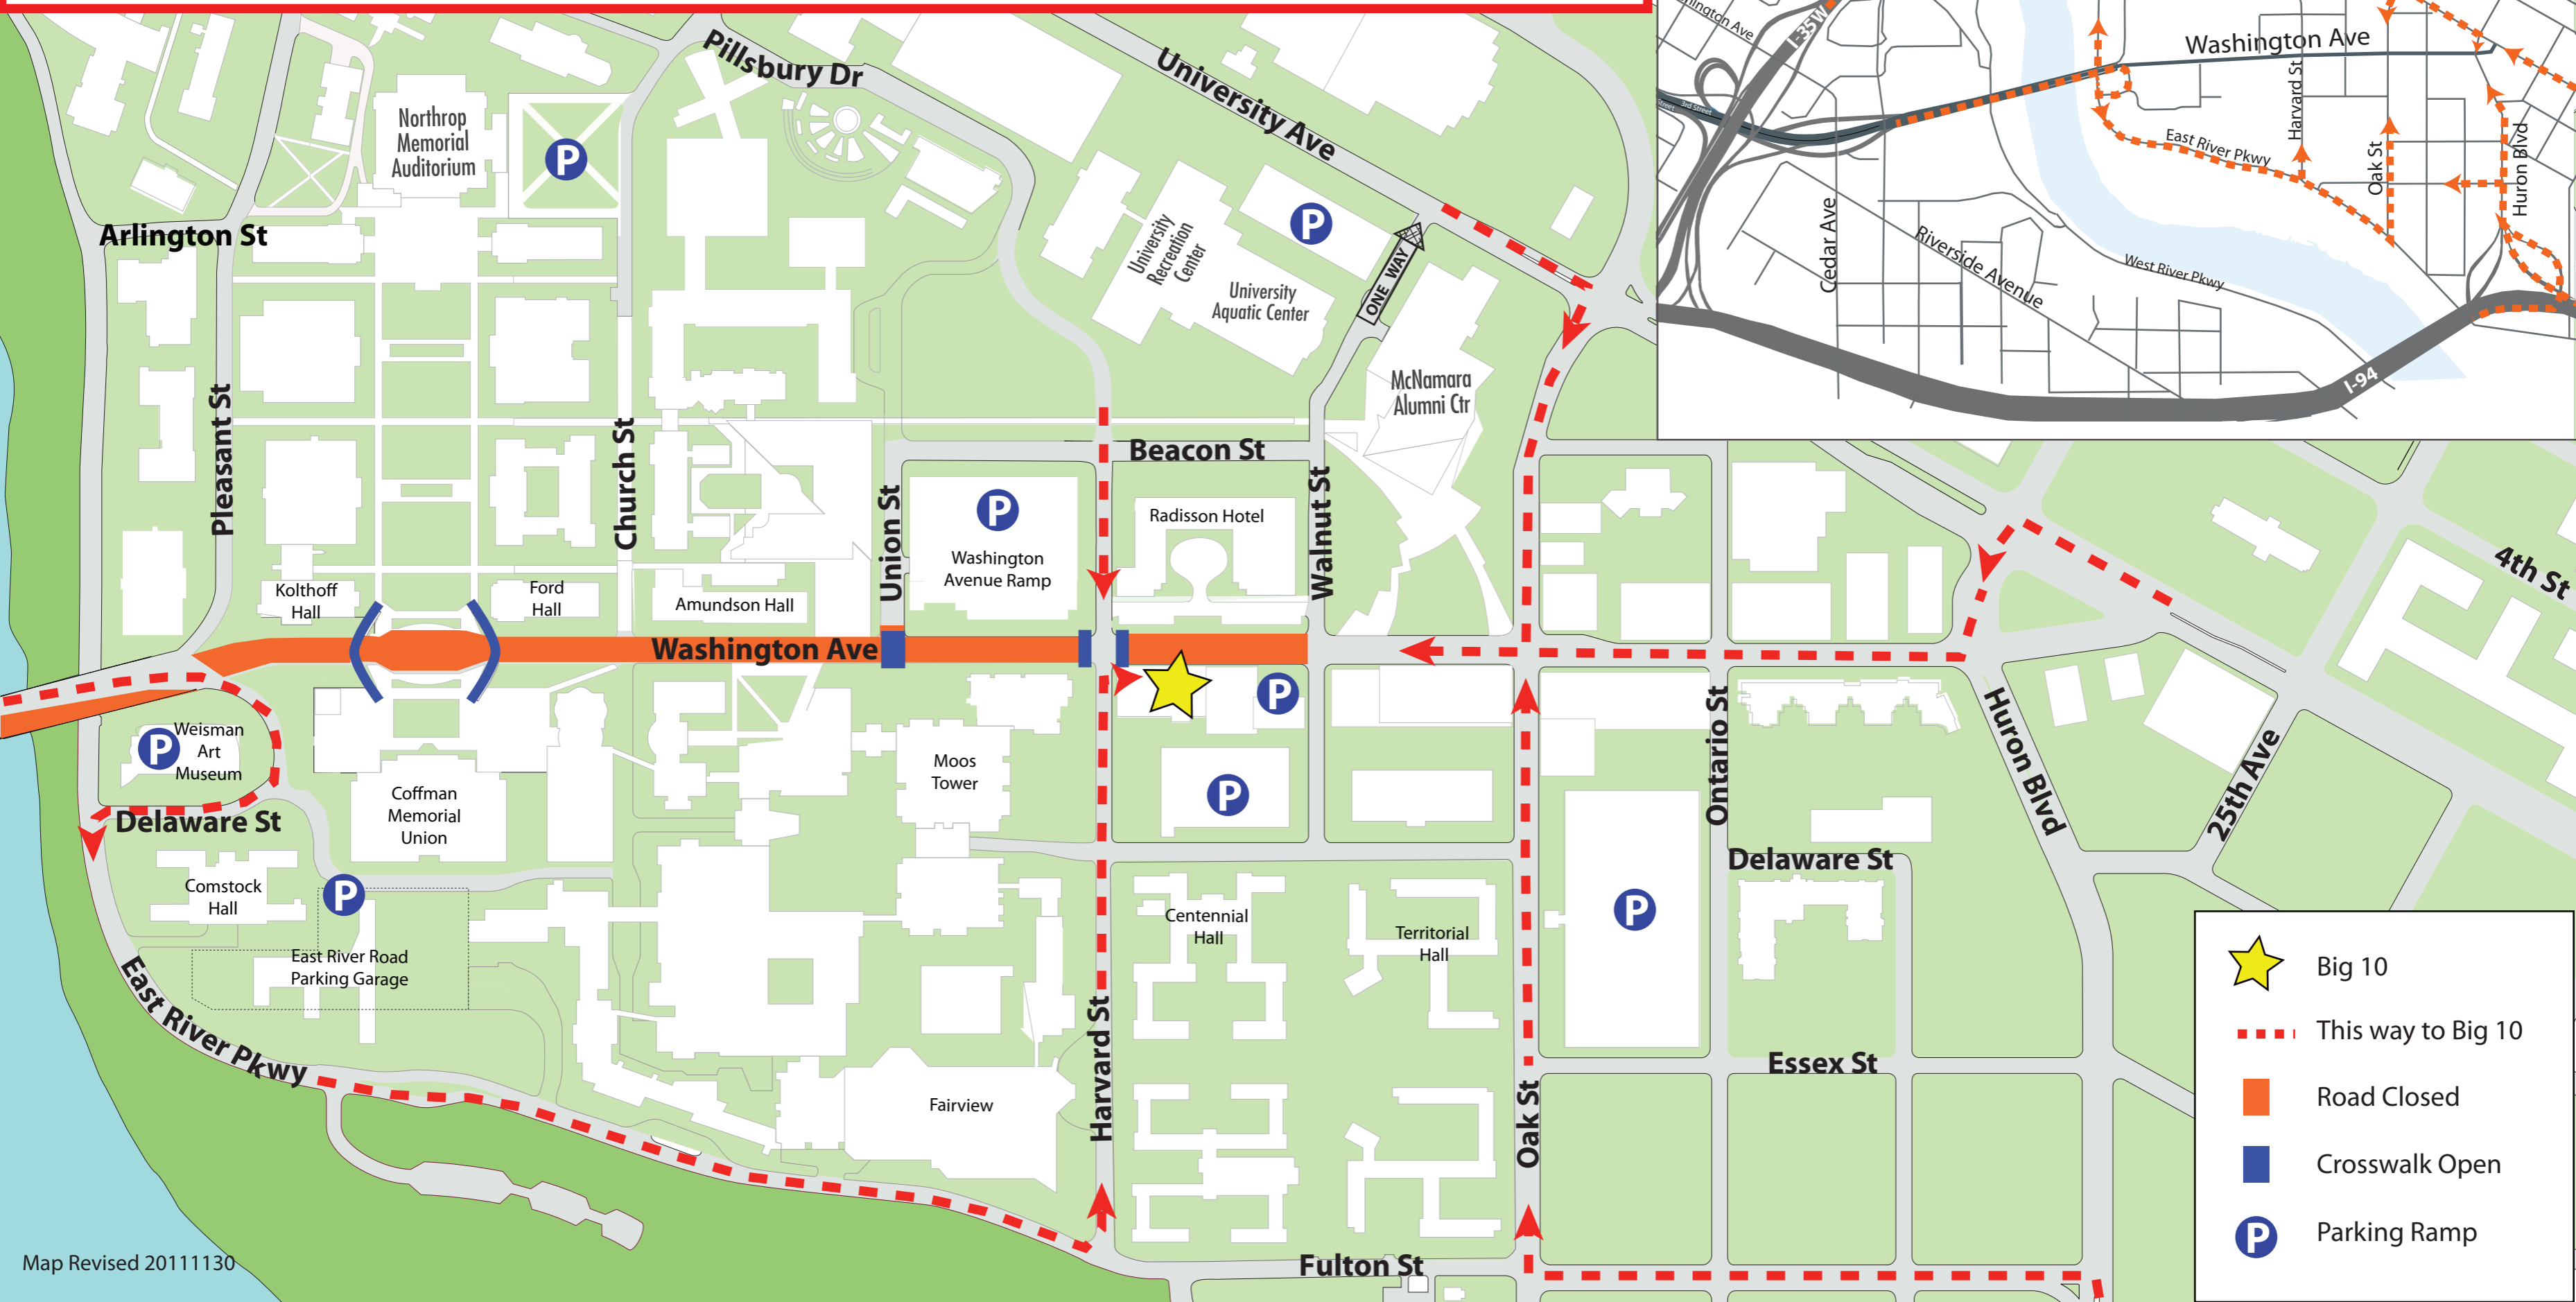 Pillsbury Dr
University Ave
Northrop
Memorial
Auditorium
P
Arlington St
University
Recreation
Center
P
University
Aquatic Center
ONE WAY
McNamara
Alumni Ctr
Pleasant St
Church St
Union St
Beacon St
Walnut St
P
Washington
Avenue Ramp
Radisson Hotel
Kolthoff
Hall
Ford
Hall
Amundson Hall
Washington Ave
P
Weisman
Art
Museum
P
Delaware St
Coffman
Memorial
Union
Moos
Tower
P
Ontario St
Huron Blvd
25th Ave
4th St
Comstock
Hall
P
East River Road
Parking Garage
East River Pkwy
Centennial
Hall
Territorial
Hall
P
Delaware St
Harvard St
Fairview
Oak St
Essex St
Fulton St
Map Revised 20111130
I-35W
3rd Street
Washington Ave
Harvard St
East River Pkwy
Oak St
Huron Blvd
Cedar Ave
Riverside Avenue
West River Pkwy
I-94
Big 10
This way to Big 10
Road Closed
Crosswalk Open
P
Parking Ramp